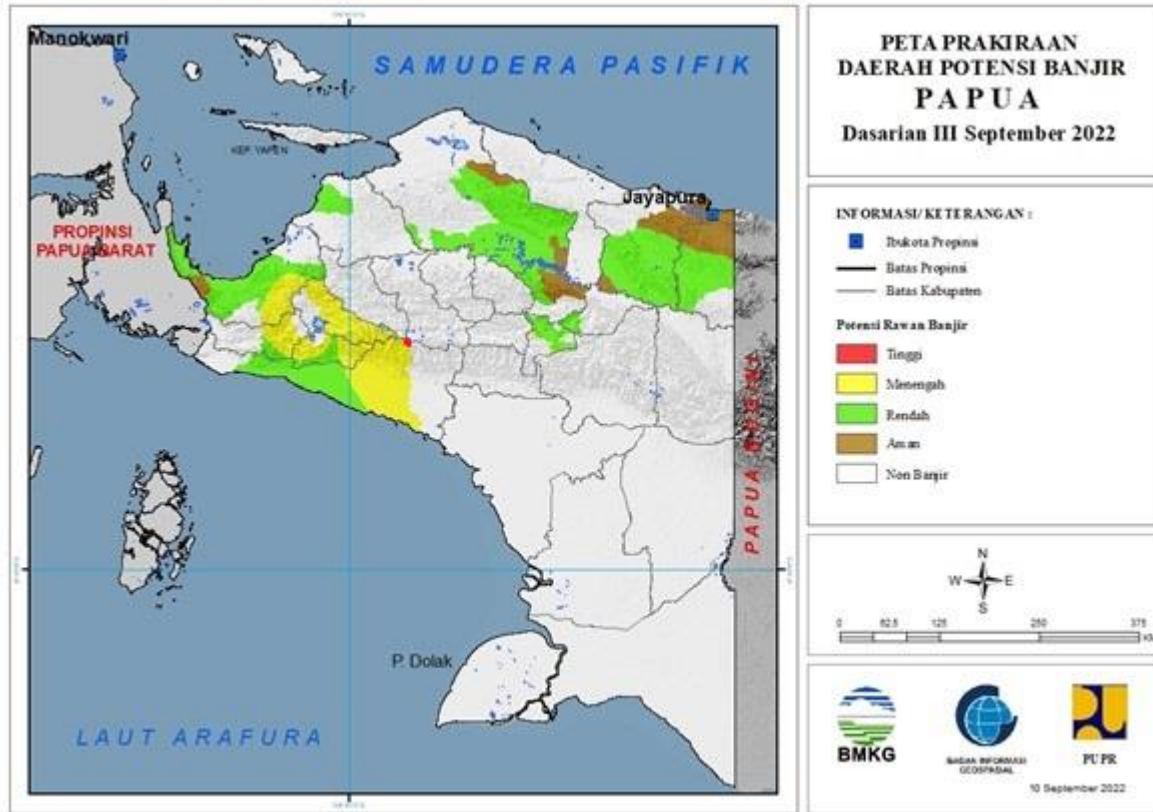 Manokwari
SAMUDERA PASIFIK
KEP YAPEN
Jayapura
PROPINSI
PAPUA BARAT
P. Dolak
LAUT ARAFURA
PETA PRAKIRAAN
DAERAH POTENSI BANJIR
PAPUA
Dasarian III September 2022
INFORMASI/KETERANGAN :
Ibukota Propinsi
Batas Propinsi
Batas Kabupaten
Potensi Rawan Banjir
Tinggi
Menengah
Rendah
Aman
Non Banjir
N
W E
S
0 62,5 125 250 375
BMKG
BADAN INFORMASI
GEOSPASIAL
PU
PUPR
10 September 2022